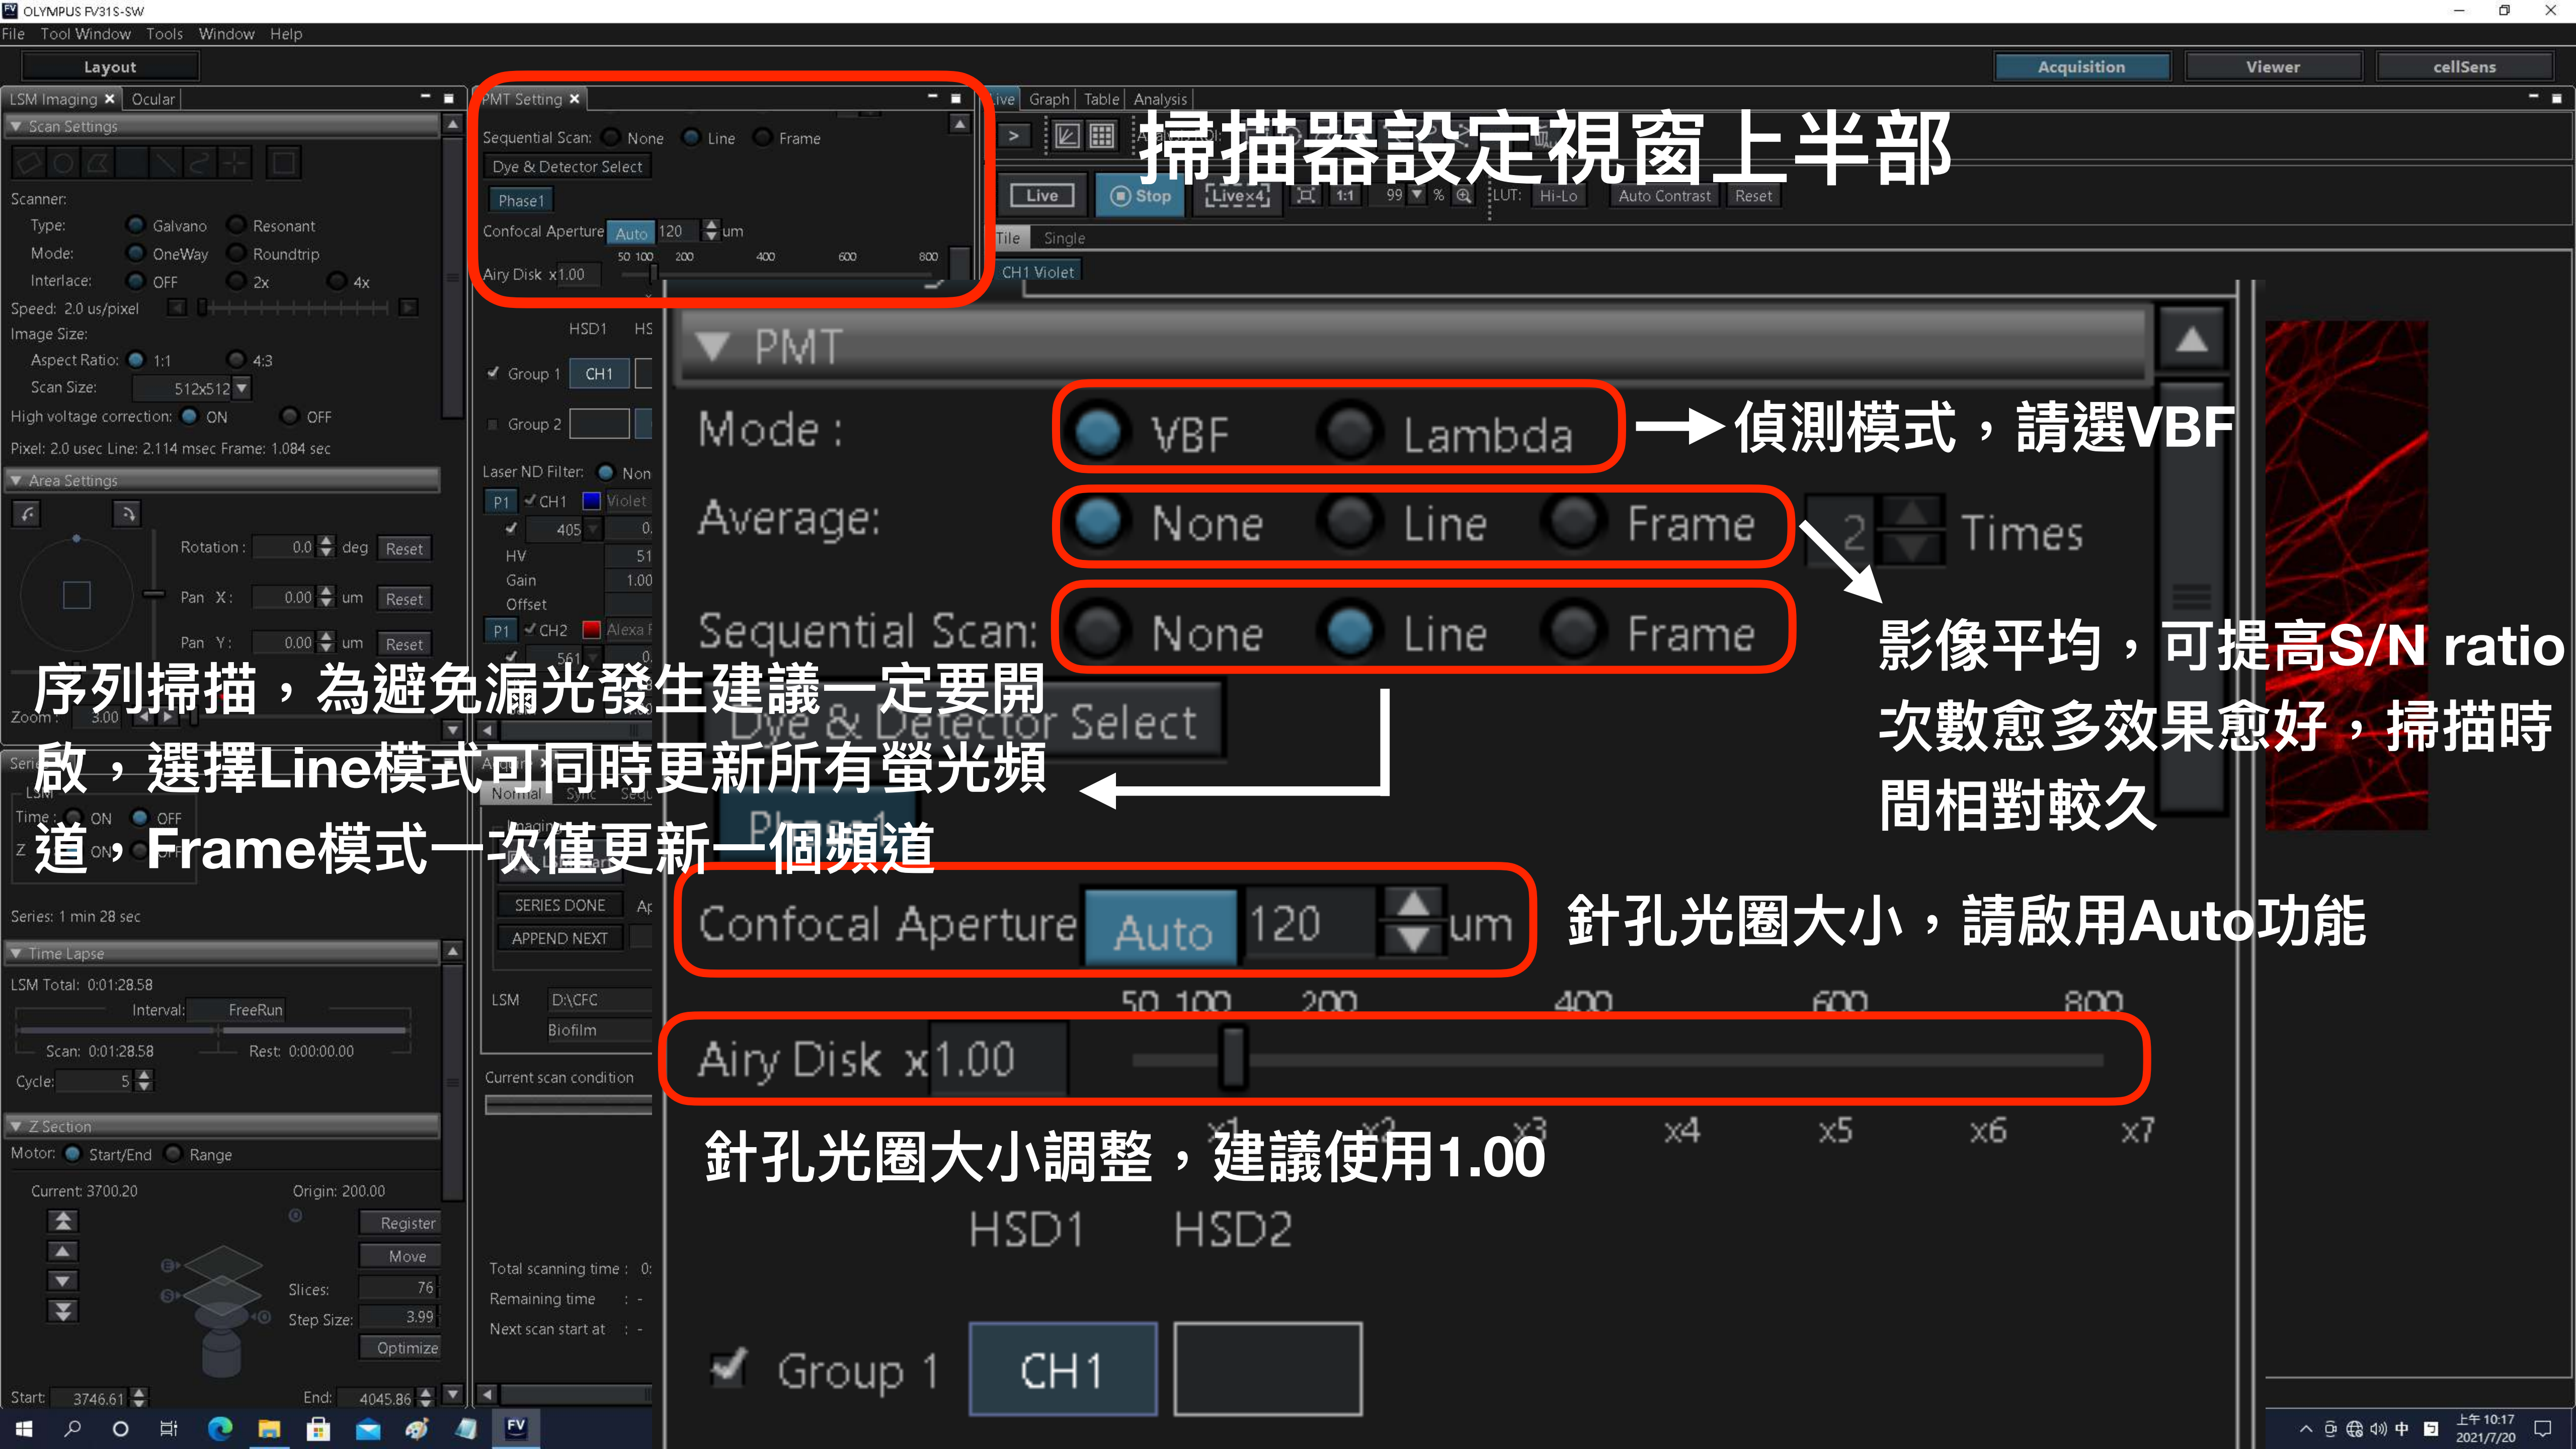 OLYMPUS FV31S-SW
File Tool Window Tools Window Help
Layout
Acquisition Viewer cellSens
LSM Imaging Ocular
Scan Settings
Scanner:
Type: Galvano Resonant
Mode: OneWay Roundtrip
Interlace: OFF 2x 4x
Speed: 2.0 us/pixel
Image Size:
Aspect Ratio: 1:1 4:3
Scan Size: 512x512
High voltage correction: ON OFF
Pixel: 2.0 usec Line: 2.114 msec Frame: 1.084 sec
Area Settings
Rotation : 0.0 deg Reset
Pan X : 0.00 um Reset
Pan Y : 0.00 um Reset
Zoom : 3.00
PMT Setting
Sequential Scan: None Line Frame
Dye & Detector Select
Phase1
Confocal Aperture Auto 120 um
50 100 200 400 600 800
Airy Disk x1.00
HSD1
Group 1 CH1
Group 2
Laser ND Filter:
P1 CH1 Violet
405
HV 51
Gain 1.00
Offset
P1 CH2
561
Live Graph Table Analysis
掃描器設定視窗上半部
Live Stop Livex4 1:1 99 % LUT: Hi-Lo Auto Contrast Reset
Tile Single
CH1 Violet
PMT
Mode : VBF Lambda
偵測模式，請選VBF
Average: None Line Frame 2 Times
影像平均，可提高S/N ratio
次數愈多效果愈好，掃描時
間相對較久
Sequential Scan: None Line Frame
序列掃描，為避免漏光發生建議一定要開
啟，選擇Line模式可同時更新所有螢光頻
道，Frame模式一次僅更新一個頻道
Dye & Detector Select
Phase1
Confocal Aperture Auto 120 um
針孔光圈大小，請啟用Auto功能
50 100 200 400 600 800
Airy Disk x1.00
x1 x2 x3 x4 x5 x6 x7
針孔光圈大小調整，建議使用1.00
HSD1 HSD2
Group 1 CH1
LSM
Time : ON OFF
Z ON OFF
Series: 1 min 28 sec
Time Lapse
LSM Total: 0:01:28.58
Interval: FreeRun
Scan: 0:01:28.58 Rest: 0:00:00.00
Cycle: 5
Z Section
Motor: Start/End Range
Current: 3700.20 Origin: 200.00
Register
Move
Slices: 76
Step Size: 3.99
Optimize
Start: 3746.61 End: 4045.86
Normal Sync
Imaging
SERIES DONE
APPEND NEXT
LSM D:\CFC
Biofilm
Current scan condition
Total scanning time : 0:
Remaining time : -
Next scan start at : -
中
上午 10:17
2021/7/20